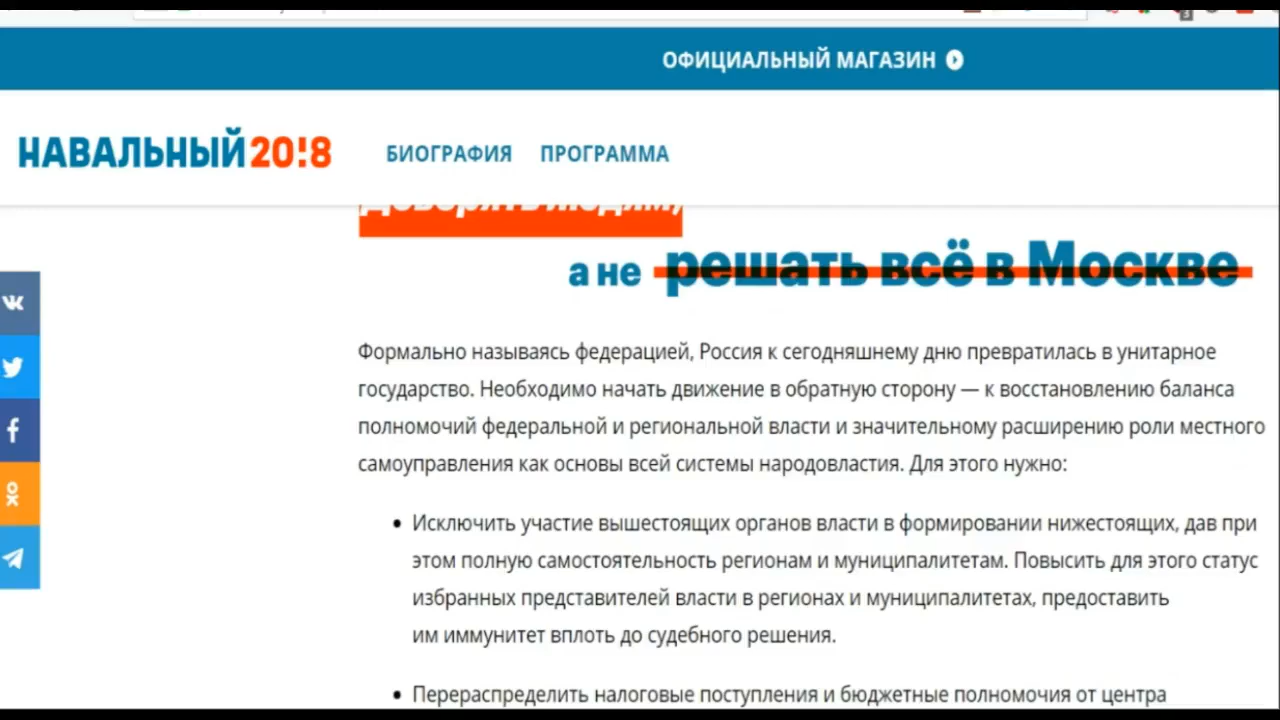 ОФИЦИАЛЬНЫЙ МАГАЗИН
НАВАЛЬНЫЙ 20!8 БИОГРАФИЯ ПРОГРАММА
а не решать всё в Москве
Формально называясь федерацией, Россия к сегодняшнему дню превратилась в унитарное
государство. Необходимо начать движение в обратную сторону — к восстановлению баланса
полномочий федеральной и региональной власти и значительному расширению роли местного
самоуправления как основы всей системы народовластия. Для этого нужно:
• Исключить участие вышестоящих органов власти в формировании нижестоящих, дав при
этом полную самостоятельность регионам и муниципалитетам. Повысить для этого статус
избранных представителей власти в регионах и муниципалитетах, предоставить
им иммунитет вплоть до судебного решения.
• Перераспределить налоговые поступления и бюджетные полномочия от центра